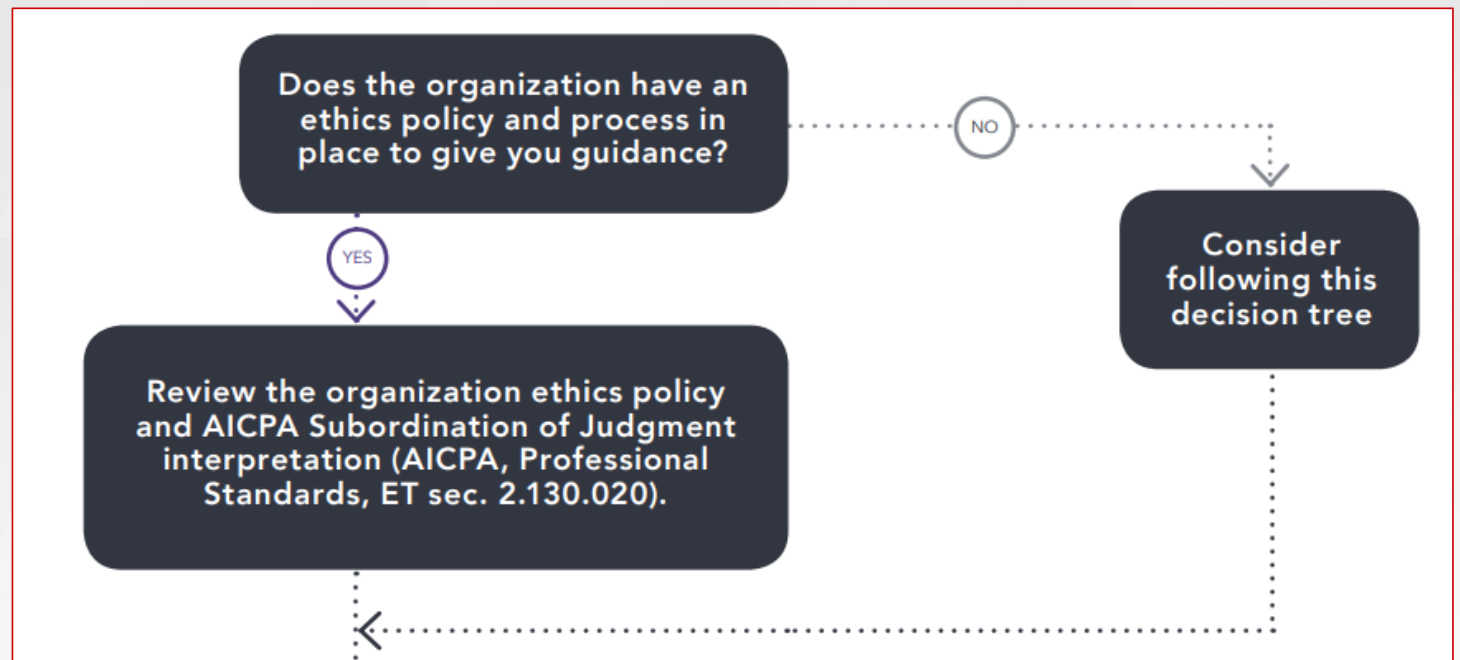 Does the organization have an
ethics policy and process in
place to give you guidance?
NO
YES
Consider
following this
decision tree
Review the organization ethics policy
and AICPA Subordination of Judgment
interpretation (AICPA, Professional
Standards, ET sec. 2.130.020).